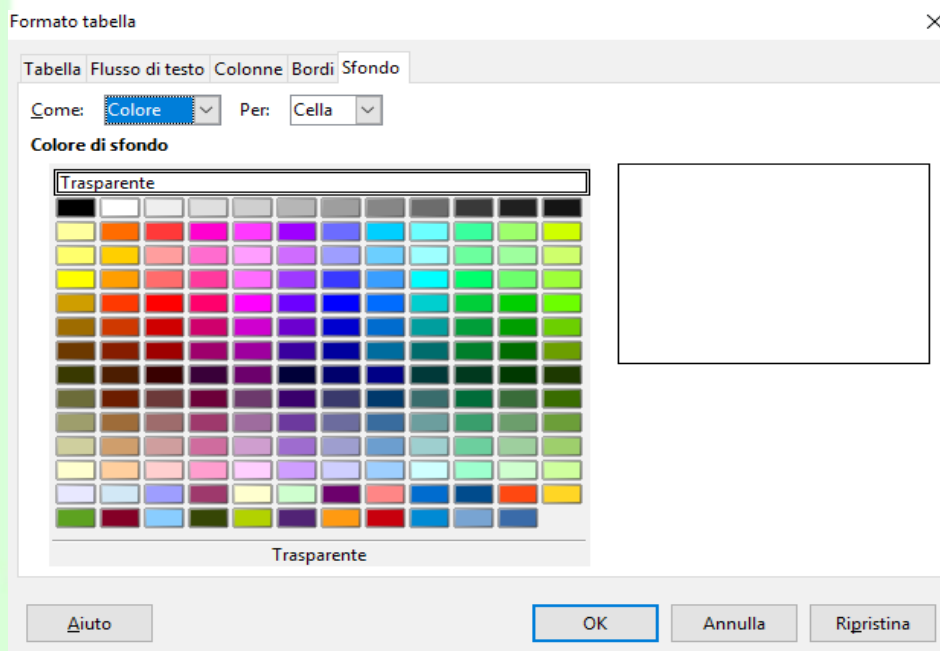 Formato tabella
Tabella Flusso di testo Colonne Bordi Sfondo
Come: Colore Per: Cella
Colore di sfondo
Trasparente
Trasparente
Aiuto OK Annulla Ripristina